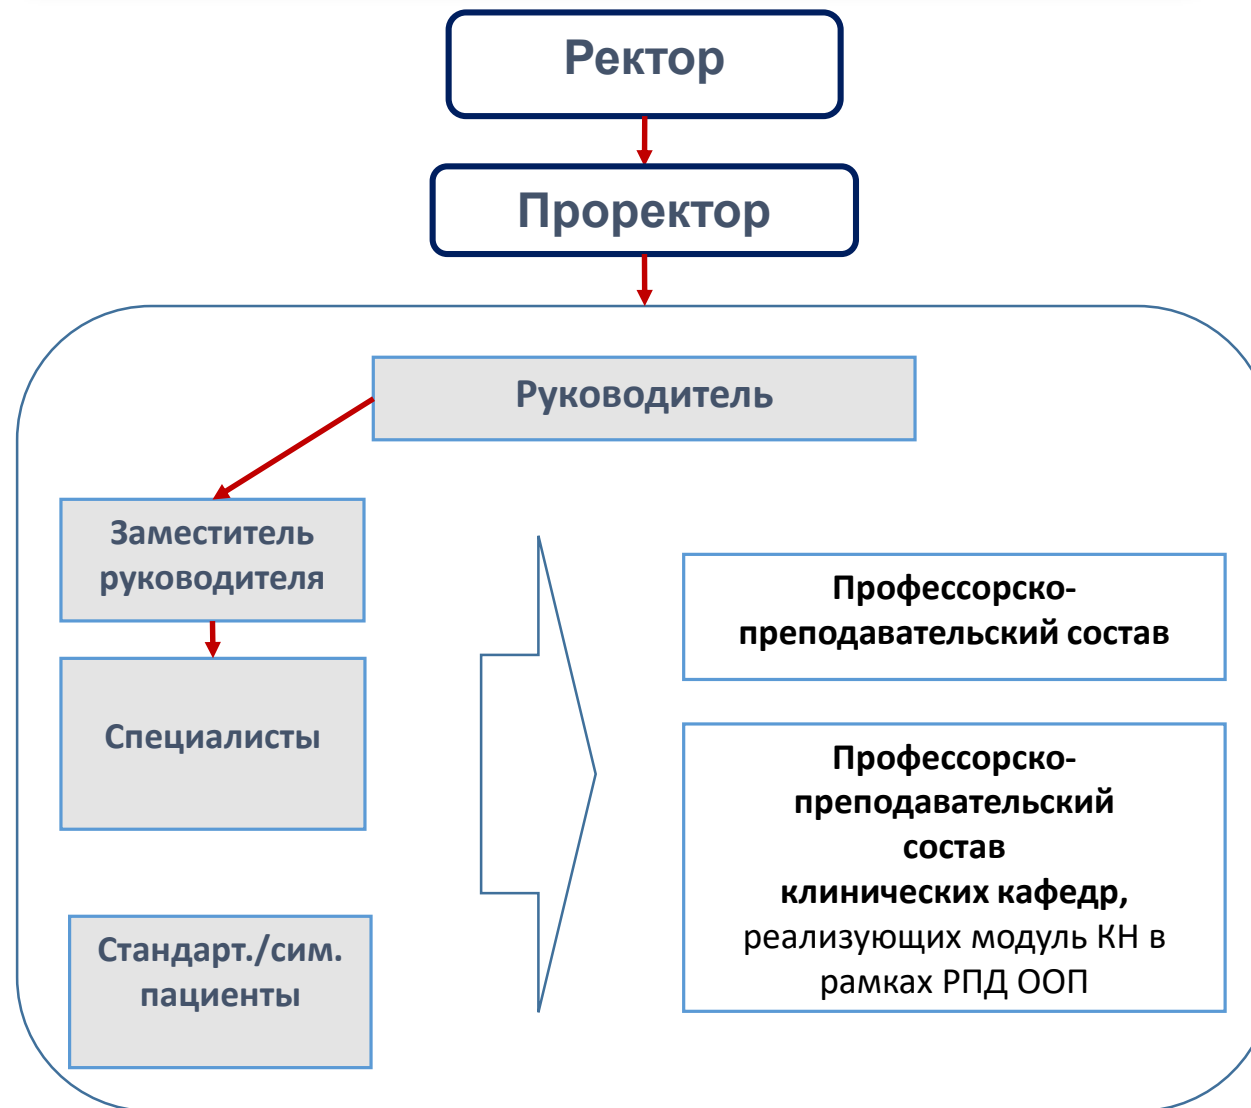 Ректор
Проректор
Руководитель
Заместитель
руководителя
Специалисты
Стандарт./сим.
пациенты
Профессорско-
преподавательский состав
Профессорско-
преподавательский
состав
клинических кафедр,
реализующих модуль КН в
рамках РПД ООП